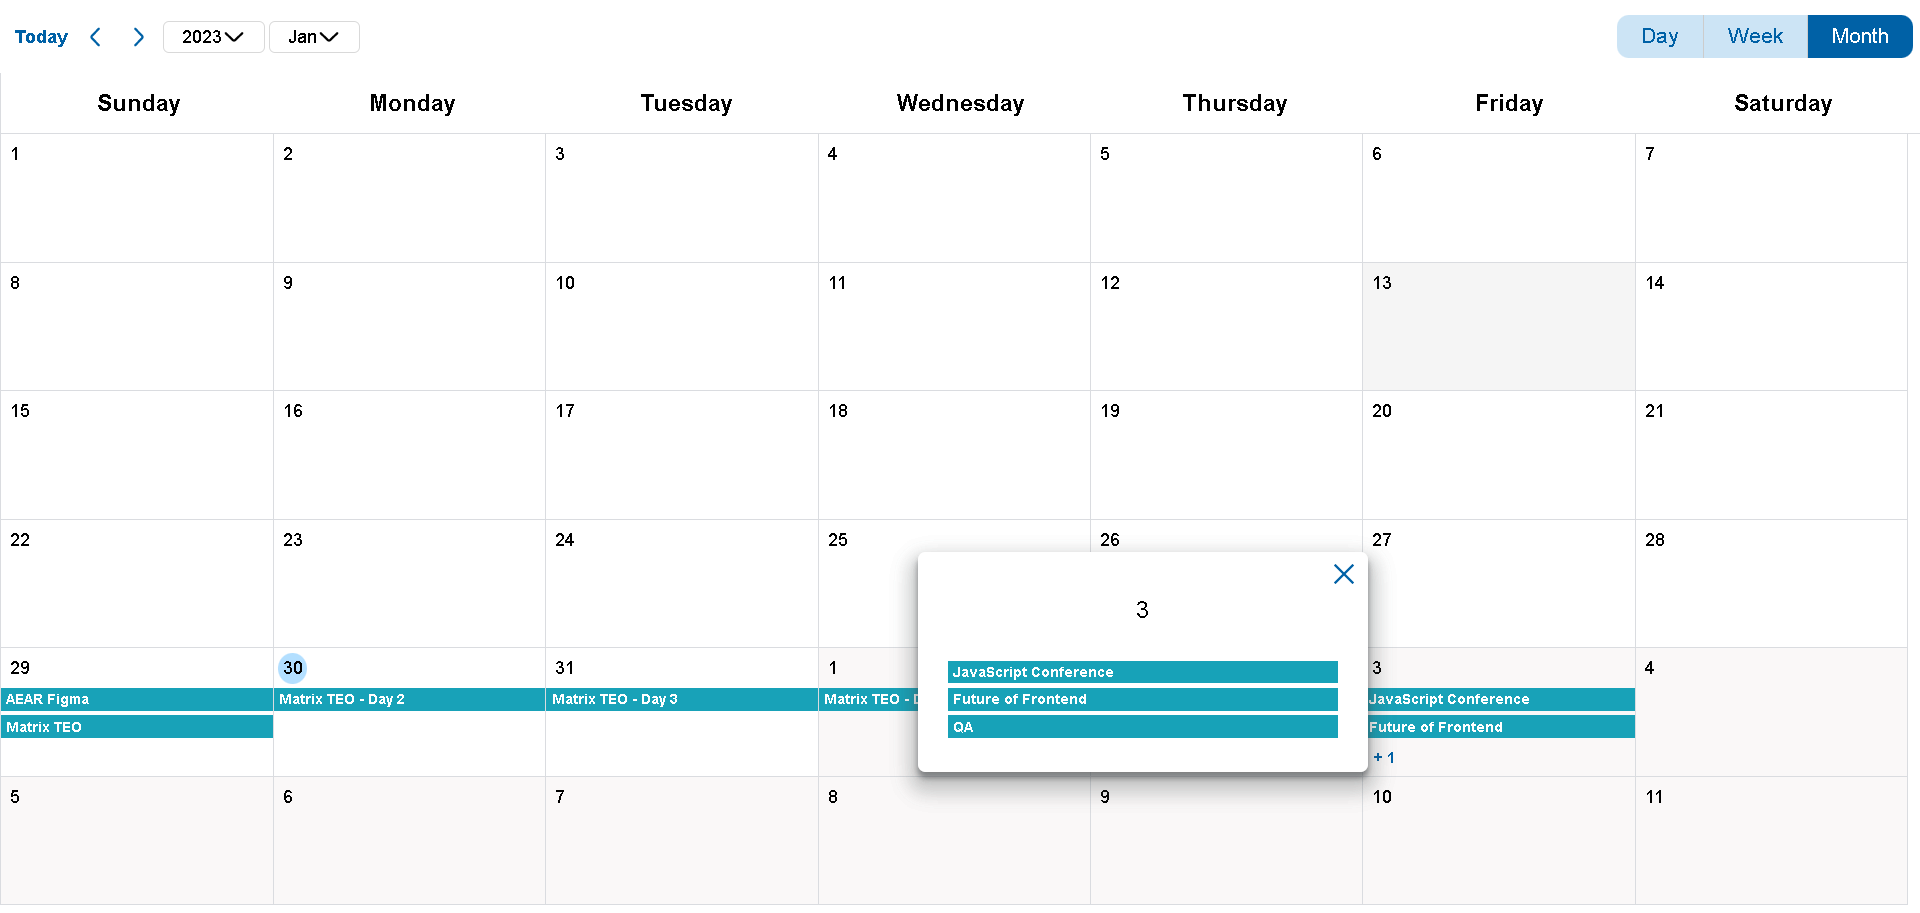 Today 2023 Jan Day Week Month
Sunday Monday Tuesday Wednesday Thursday Friday Saturday
1 2 3 4 5 6 7
8 9 10 11 12 13 14
15 16 17 18 19 20 21
22 23 24 25 26 27 28
3
JavaScript Conference
Future of Frontend
QA
29 30 31 1 3 4
AEAR Figma Matrix TEO - Day 2 Matrix TEO - Day 3 Matrix TEO - JavaScript Conference
Matrix TEO Future of Frontend
+ 1
5 6 7 8 9 10 11